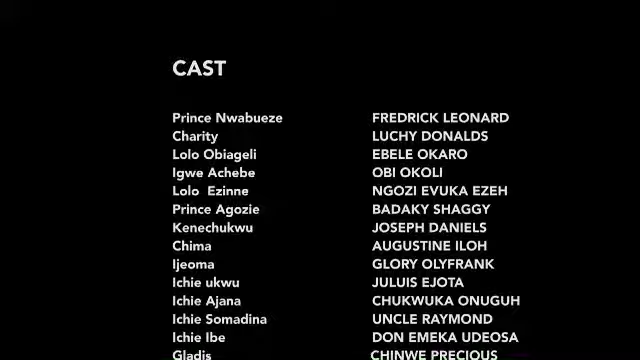 CAST
Prince Nwabueze FREDRICK LEONARD
Charity LUCHY DONALDS
Lolo Obiageli EBELE OKARO
Igwe Achebe OBI OKOLI
Lolo Ezinne NGOZI EVUKA EZEH
Prince Agozie BADAKY SHAGGY
Kenechukwu JOSEPH DANIELS
Chima AUGUSTINE ILOH
Ijeoma GLORY OLYFRANK
Ichie ukwu JULUIS EJOTA
Ichie Ajana CHUKWUKA ONUGUH
Ichie Somadina UNCLE RAYMOND
Ichie Ibe DON EMEKA UDEOSA
Gladis CHINWE PRECIOUS